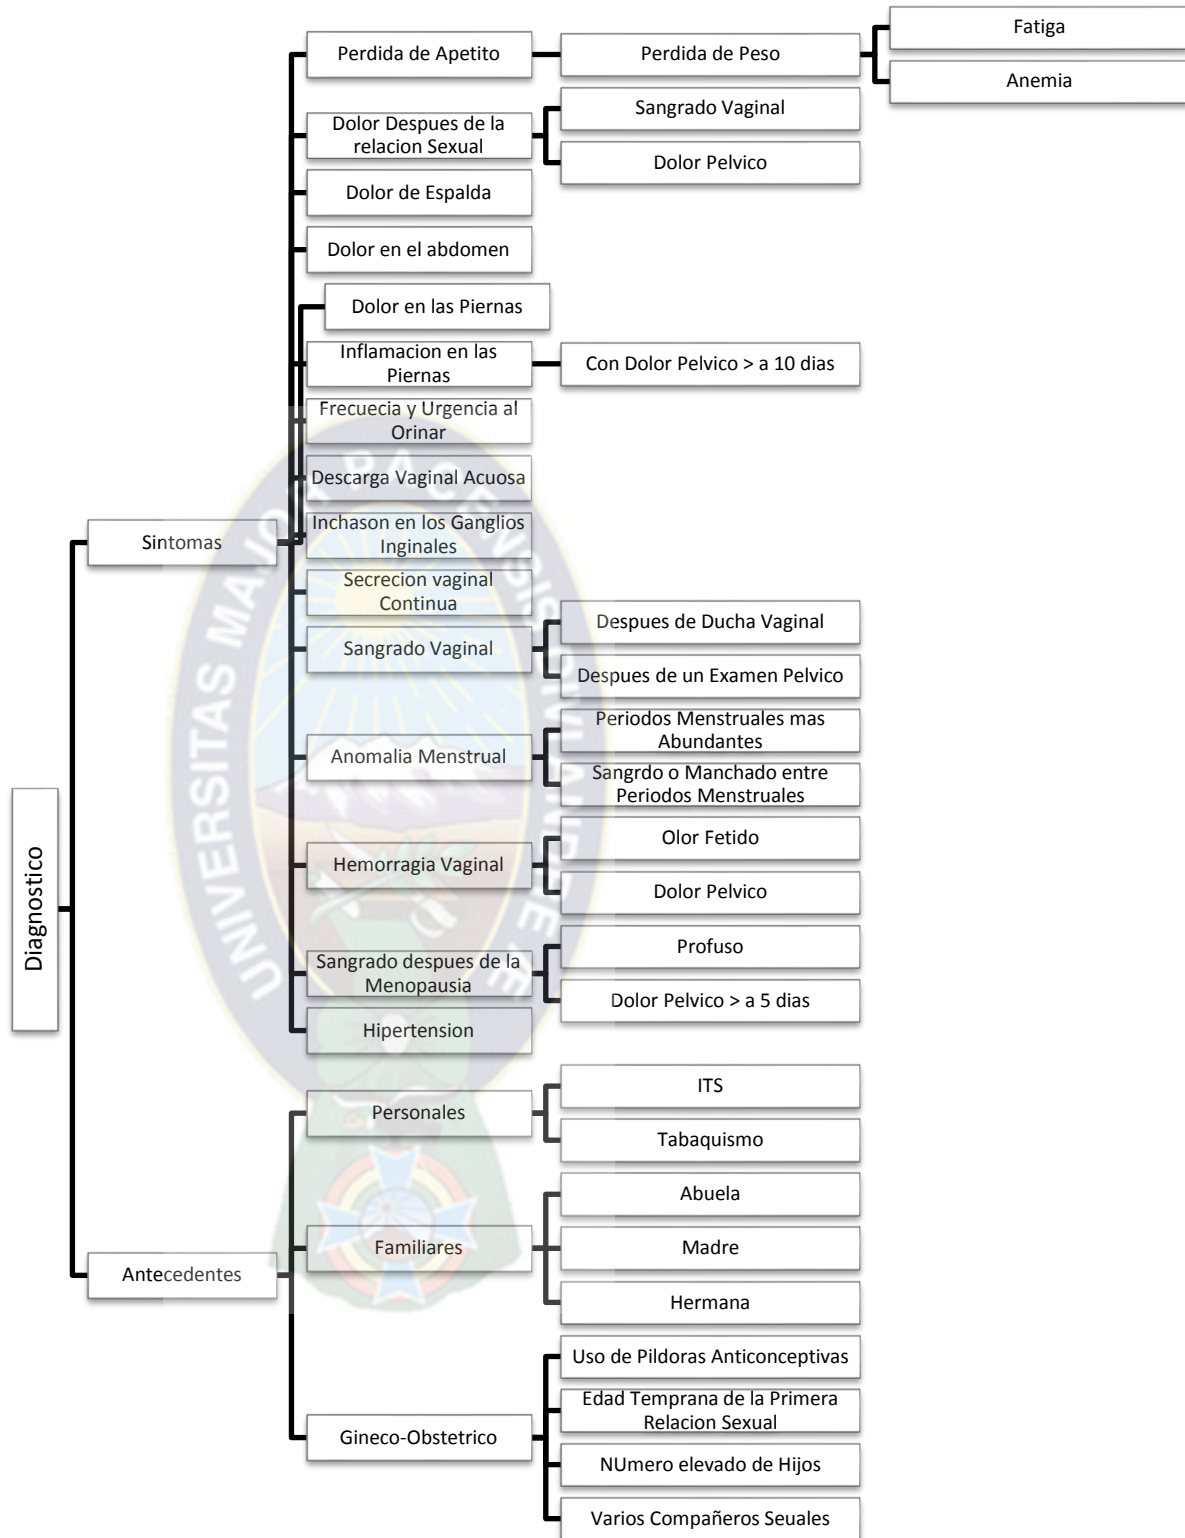 Diagnostico
Sintomas
Perdida de Apetito
Perdida de Peso
Fatiga
Anemia
Dolor Despues de la
relacion Sexual
Sangrado Vaginal
Dolor Pelvico
Dolor de Espalda
Dolor en el abdomen
Dolor en las Piernas
Inflamacion en las
Piernas
Con Dolor Pelvico > a 10 dias
Frecuecia y Urgencia al
Orinar
Descarga Vaginal Acuosa
Inchason en los Ganglios
Inginales
Secrecion vaginal
Continua
Sangrado Vaginal
Despues de Ducha Vaginal
Despues de un Examen Pelvico
Anomalia Menstrual
Periodos Menstruales mas
Abundantes
Sangrdo o Manchado entre
Periodos Menstruales
Hemorragia Vaginal
Olor Fetido
Dolor Pelvico
Sangrado despues de la
Menopausia
Profuso
Dolor Pelvico > a 5 dias
Hipertension
Antecedentes
Personales
ITS
Tabaquismo
Familiares
Abuela
Madre
Hermana
Gineco-Obstetrico
Uso de Pildoras Anticonceptivas
Edad Temprana de la Primera
Relacion Sexual
NUmero elevado de Hijos
Varios Compañeros Seuales
UNIVERSITAS MAJOR PACENSIS DIVI ANDREÆ